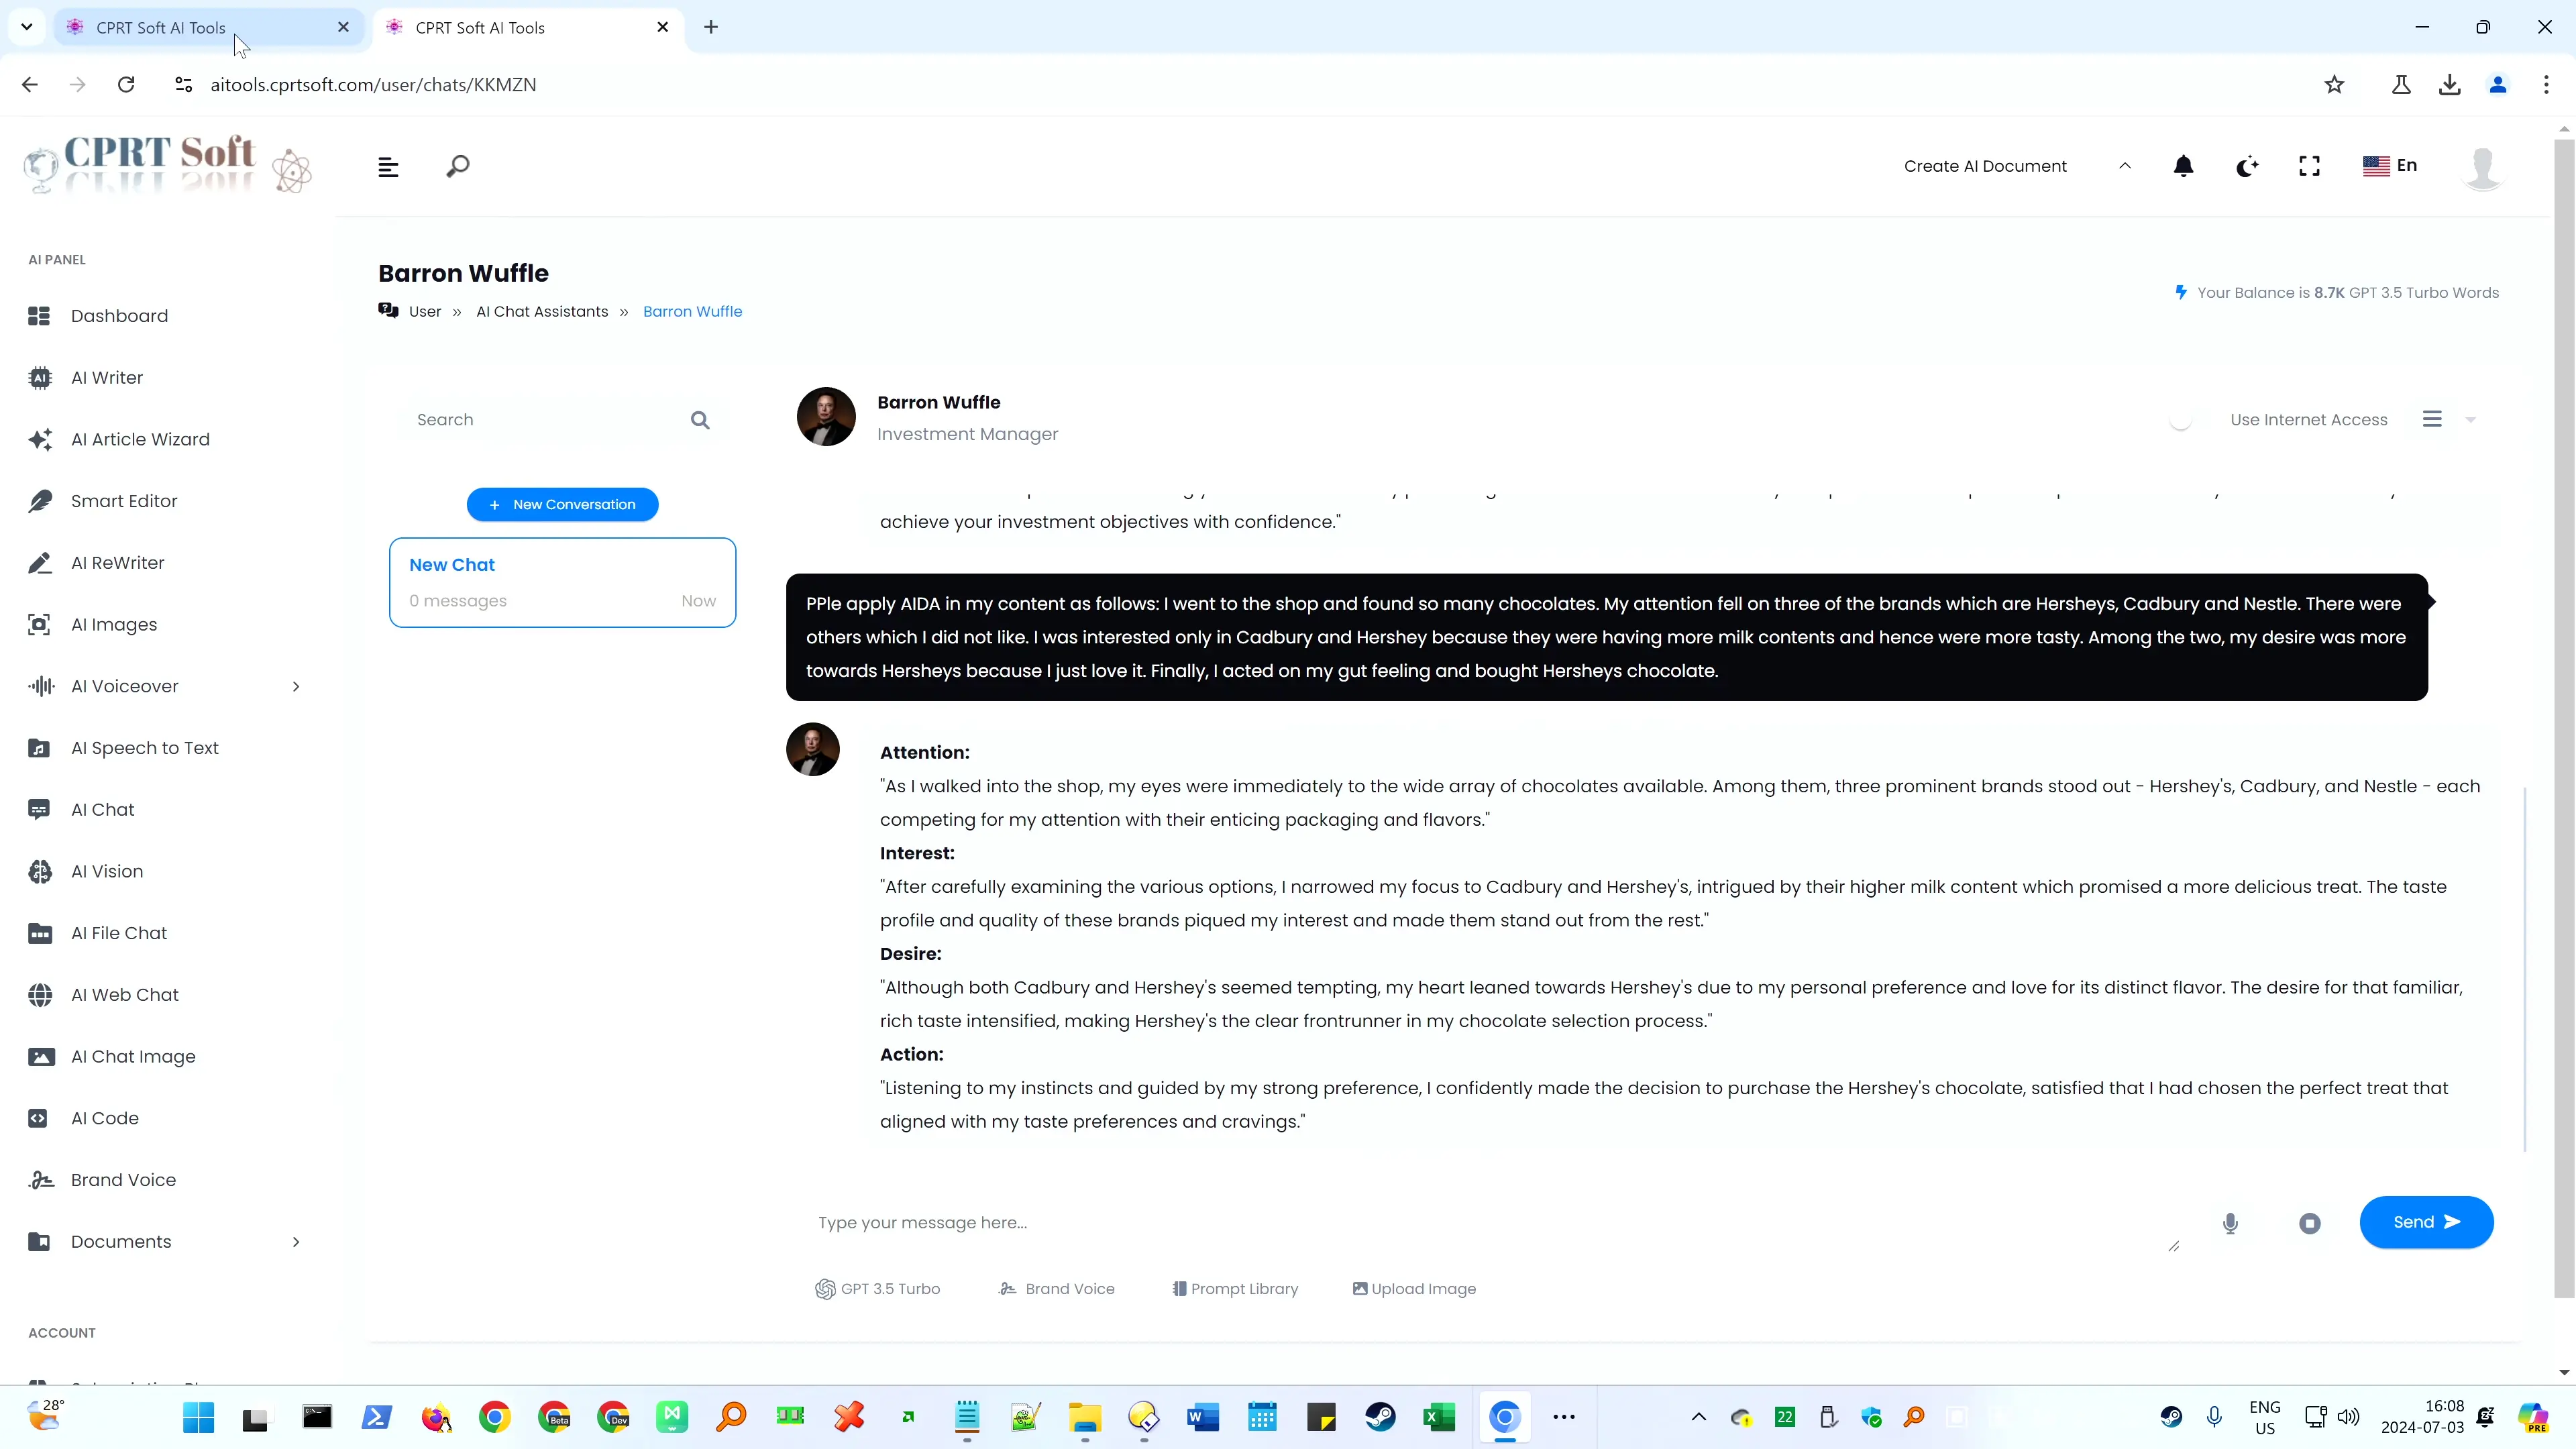 CPRT Soft AI Tools
CPRT Soft AI Tools
aitools.cprtsoft.com/user/chats/KKMZN
CPRT Soft
Create AI Document
En
AI PANEL
Dashboard
AI Writer
AI Article Wizard
Smart Editor
AI ReWriter
AI Images
AI Voiceover
AI Speech to Text
AI Chat
AI Vision
AI File Chat
AI Web Chat
AI Chat Image
AI Code
Brand Voice
Documents
ACCOUNT
Barron Wuffle
User » AI Chat Assistants » Barron Wuffle
Your Balance is 8.7K GPT 3.5 Turbo Words
Search
+ New Conversation
New Chat
0 messages Now
Barron Wuffle
Investment Manager
Use Internet Access
achieve your investment objectives with confidence."
PPle apply AIDA in my content as follows: I went to the shop and found so many chocolates. My attention fell on three of the brands which are Hersheys, Cadbury and Nestle. There were
others which I did not like. I was interested only in Cadbury and Hershey because they were having more milk contents and hence were more tasty. Among the two, my desire was more
towards Hersheys because I just love it. Finally, I acted on my gut feeling and bought Hersheys chocolate.
Attention:
"As I walked into the shop, my eyes were immediately to the wide array of chocolates available. Among them, three prominent brands stood out - Hershey's, Cadbury, and Nestle - each
competing for my attention with their enticing packaging and flavors."
Interest:
"After carefully examining the various options, I narrowed my focus to Cadbury and Hershey's, intrigued by their higher milk content which promised a more delicious treat. The taste
profile and quality of these brands piqued my interest and made them stand out from the rest."
Desire:
"Although both Cadbury and Hershey's seemed tempting, my heart leaned towards Hershey's due to my personal preference and love for its distinct flavor. The desire for that familiar,
rich taste intensified, making Hershey's the clear frontrunner in my chocolate selection process."
Action:
"Listening to my instincts and guided by my strong preference, I confidently made the decision to purchase the Hershey's chocolate, satisfied that I had chosen the perfect treat that
aligned with my taste preferences and cravings."
Type your message here...
Send
GPT 3.5 Turbo
Brand Voice
Prompt Library
Upload Image
28°
Beta
Dev
22
ENG
US
16:08
2024-07-03
PRE